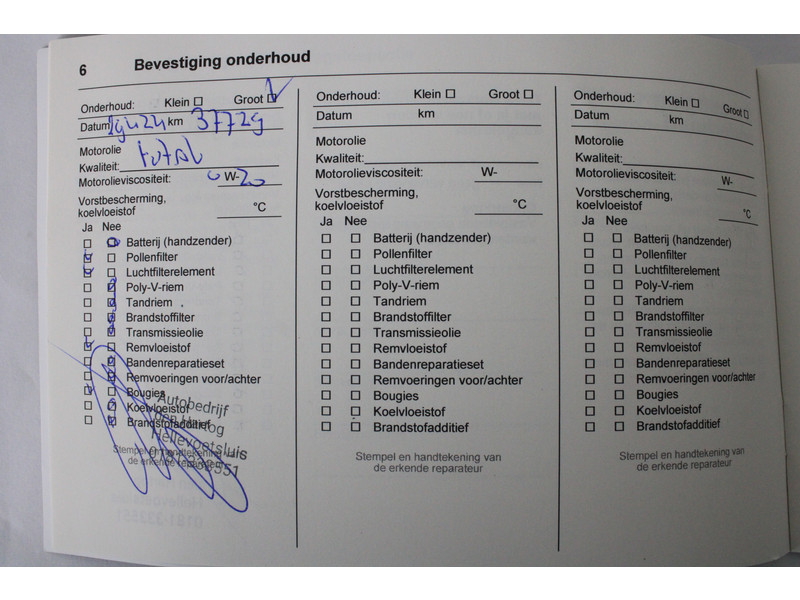 6 Bevestiging onderhoud
Onderhoud: Klein ☐ Groot ☑
Datum km 37729
Motorolie
Kwaliteit: total
Motorolieviscositeit: 0 W-20
Vorstbescherming,
koelvloeistof °C
Ja Nee
Batterij (handzender)
Pollenfilter
Luchtfilterelement
Poly-V-riem
Tandriem
Brandstoffilter
Transmissieolie
Remvloeistof
Bandenreparatieset
Remvoeringen voor/achter
Bougies
Koelvloeistof
Brandstofadditief
Autobedrijf
den Hartog
Hellevoetsluis
Stempel en handtekening van
de erkende reparateur
Onderhoud: Klein ☐ Groot ☐
Datum km
Motorolie
Kwaliteit:
Motorolieviscositeit: W-
Vorstbescherming,
koelvloeistof °C
Ja Nee
☐ ☐ Batterij (handzender)
☐ ☐ Pollenfilter
☐ ☐ Luchtfilterelement
☐ ☐ Poly-V-riem
☐ ☐ Tandriem
☐ ☐ Brandstoffilter
☐ ☐ Transmissieolie
☐ ☐ Remvloeistof
☐ ☐ Bandenreparatieset
☐ ☐ Remvoeringen voor/achter
☐ ☐ Bougies
☐ ☐ Koelvloeistof
☐ ☐ Brandstofadditief
Stempel en handtekening van
de erkende reparateur
Onderhoud: Klein ☐ Groot ☐
Datum km
Motorolie
Kwaliteit:
Motorolieviscositeit: W-
Vorstbescherming,
koelvloeistof °C
Ja Nee
☐ ☐ Batterij (handzender)
☐ ☐ Pollenfilter
☐ ☐ Luchtfilterelement
☐ ☐ Poly-V-riem
☐ ☐ Tandriem
☐ ☐ Brandstoffilter
☐ ☐ Transmissieolie
☐ ☐ Remvloeistof
☐ ☐ Bandenreparatieset
☐ ☐ Remvoeringen voor/achter
☐ ☐ Bougies
☐ ☐ Koelvloeistof
☐ ☐ Brandstofadditief
Stempel en handtekening van
de erkende reparateur